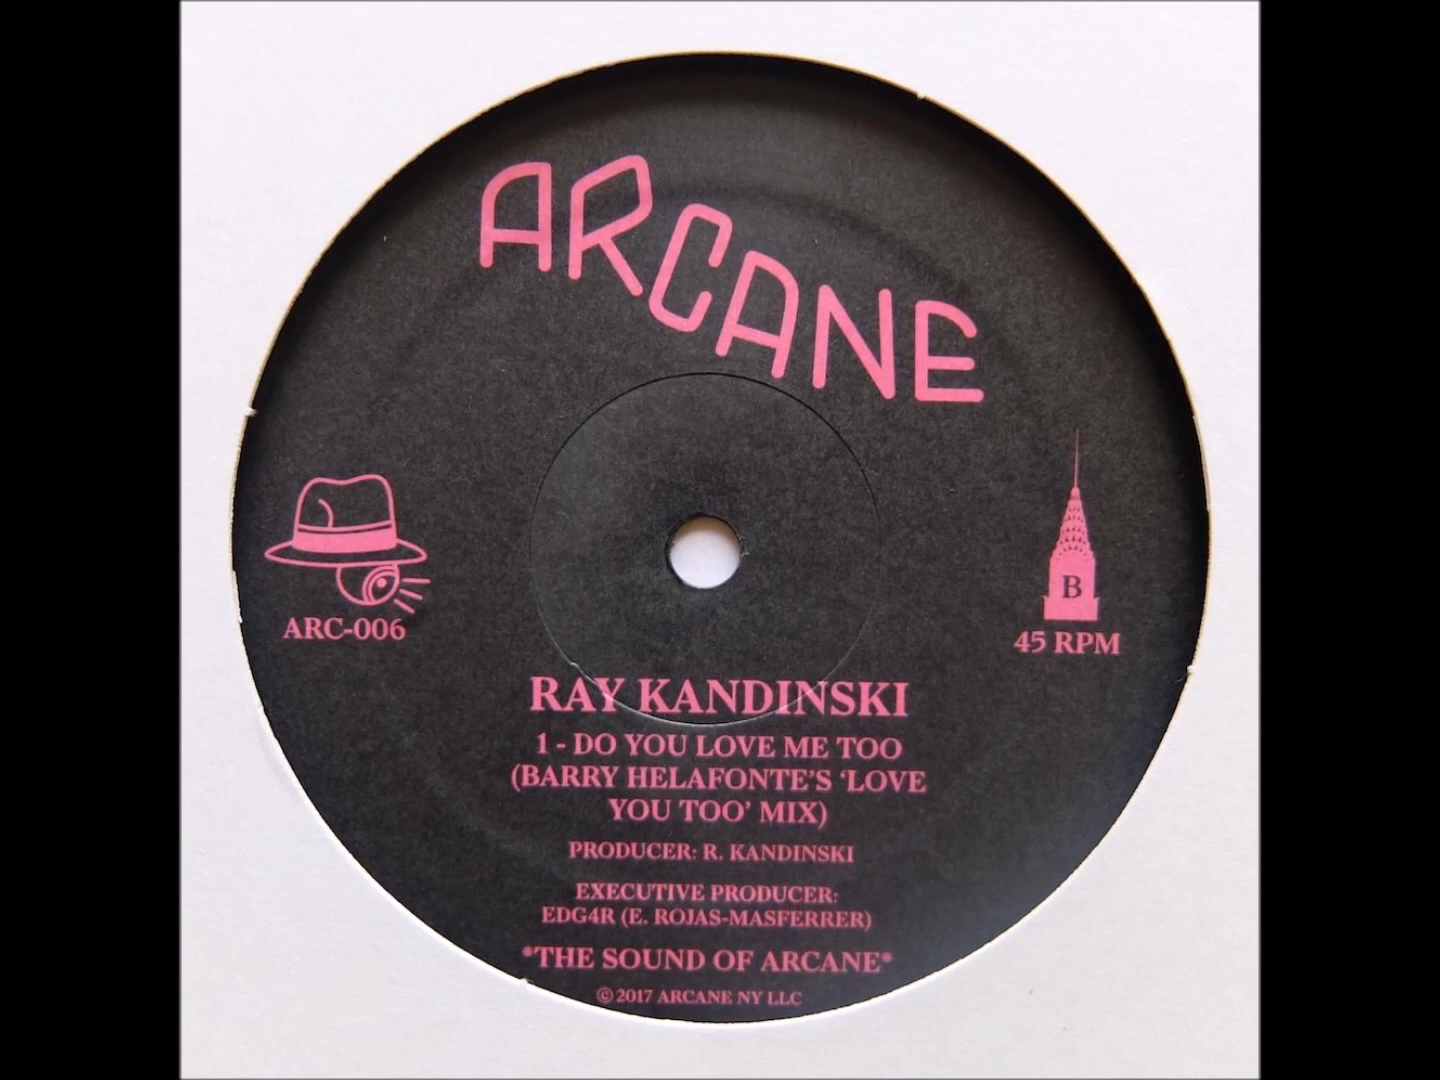 ARCANE
ARC-006
B
45 RPM
RAY KANDINSKI
1 - DO YOU LOVE ME TOO
(BARRY HELAFONTE'S 'LOVE
YOU TOO' MIX)
PRODUCER: R. KANDINSKI
EXECUTIVE PRODUCER:
EDG4R (E. ROJAS-MASFERRER)
*THE SOUND OF ARCANE*
© 2017 ARCANE NY LLC